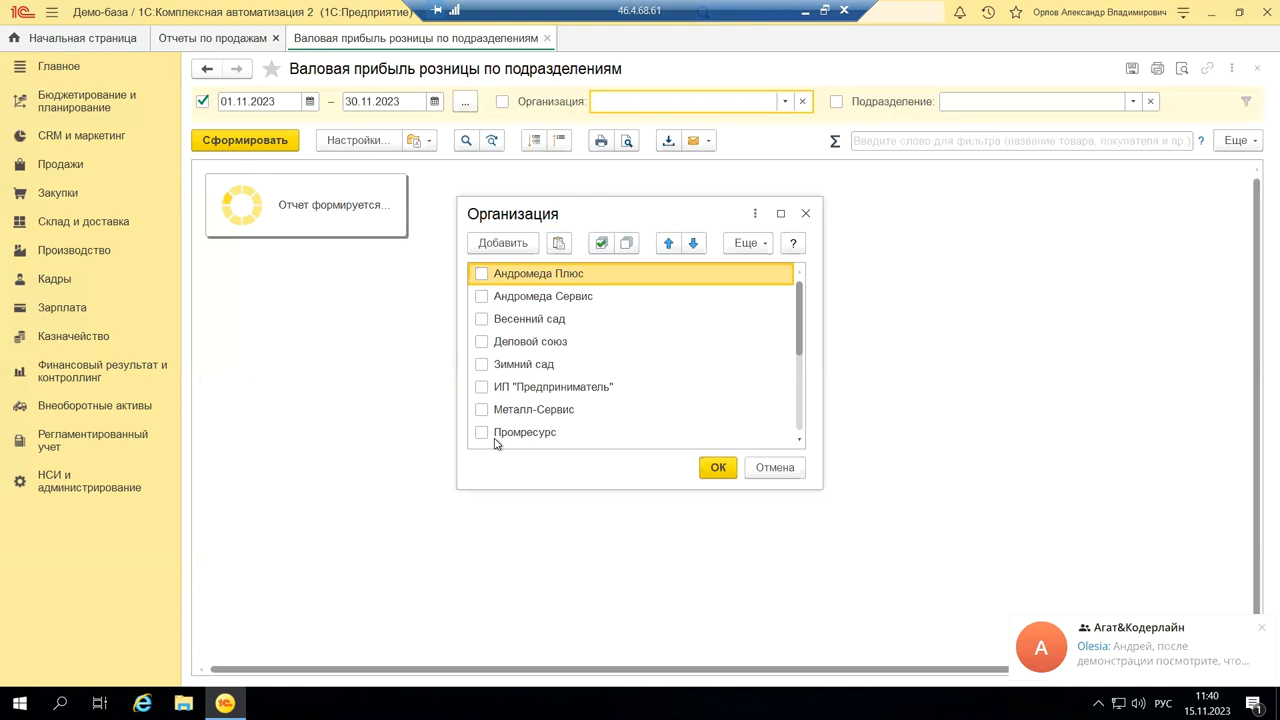 Демо-база / 1С:Комплексная автоматизация 2 (1С:Предприятие)
46.4.68.61
Орлов Александр Владимирович
Начальная страница
Отчеты по продажам
Валовая прибыль розницы по подразделениям
Главное
Бюджетирование и
планирование
CRM и маркетинг
Продажи
Закупки
Склад и доставка
Производство
Кадры
Зарплата
Казначейство
Финансовый результат и
контроллинг
Внеоборотные активы
Регламентированный
учет
НСИ и
администрирование
Валовая прибыль розницы по подразделениям
01.11.2023 – 30.11.2023 ... Организация: Подразделение:
Сформировать Настройки... Σ Введите слово для фильтра (название товара, покупателя и пр.) ? Еще
Отчет формируется...
Организация
Добавить Еще ?
Андромеда Плюс
Андромеда Сервис
Весенний сад
Деловой союз
Зимний сад
ИП "Предприниматель"
Металл-Сервис
Промресурс
ОК Отмена
А
Агат&Кодерлайн
Olesia: Андрей, после
демонстрации посмотрите, что...
РУС
11:40
15.11.2023
1